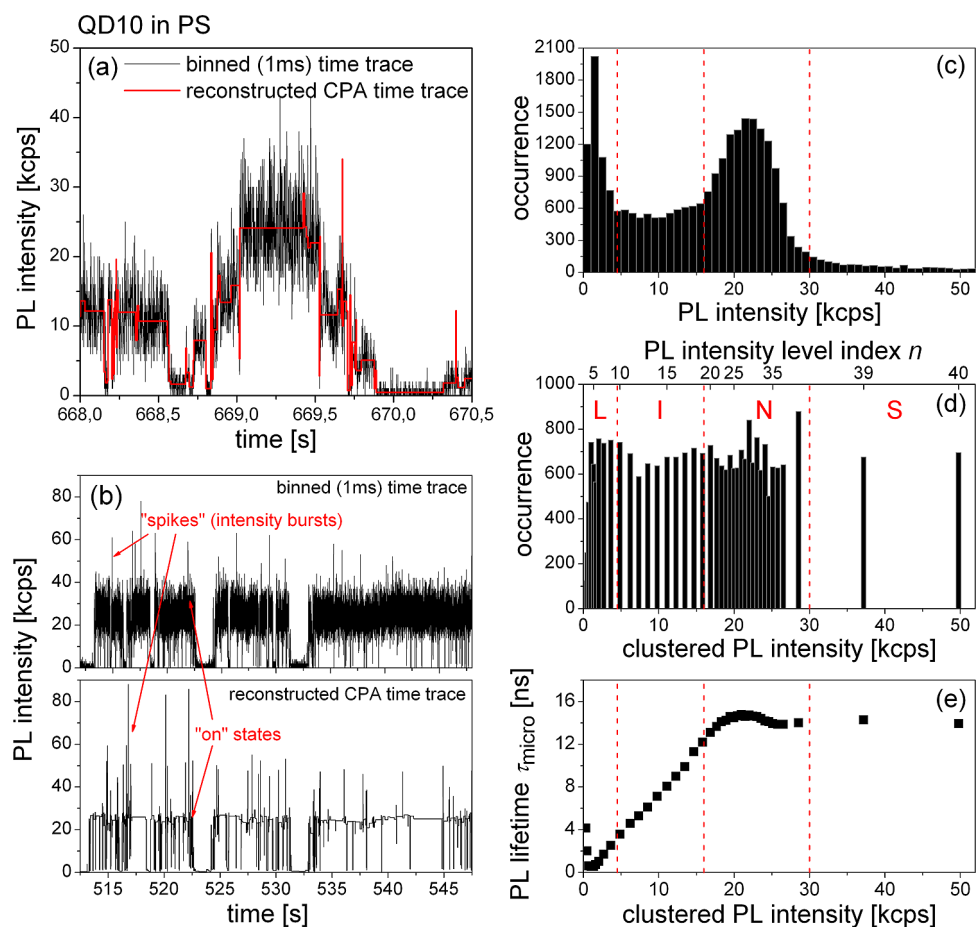 QD10 in PS
(a)
binned (1ms) time trace
reconstructed CPA time trace
PL intensity [kcps]
50
40
30
20
10
0
668,0 668,5 669,0 669,5 670,0 670,5
time [s]
(b)
binned (1ms) time trace
"spikes" (intensity bursts)
80
60
40
20
0
PL intensity [kcps]
reconstructed CPA time trace
"on" states
80
60
40
20
0
515 520 525 530 535 540 545
time [s]
(c)
occurrence
2100
1800
1500
1200
900
600
300
0
0 10 20 30 40 50
PL intensity [kcps]
PL intensity level index n
5 10 15 20 25 35 39 40
(d)
L I N S
occurrence
1000
800
600
400
200
0
0 10 20 30 40 50
clustered PL intensity [kcps]
(e)
PL lifetime τmicro [ns]
16
12
8
4
0
0 10 20 30 40 50
clustered PL intensity [kcps]